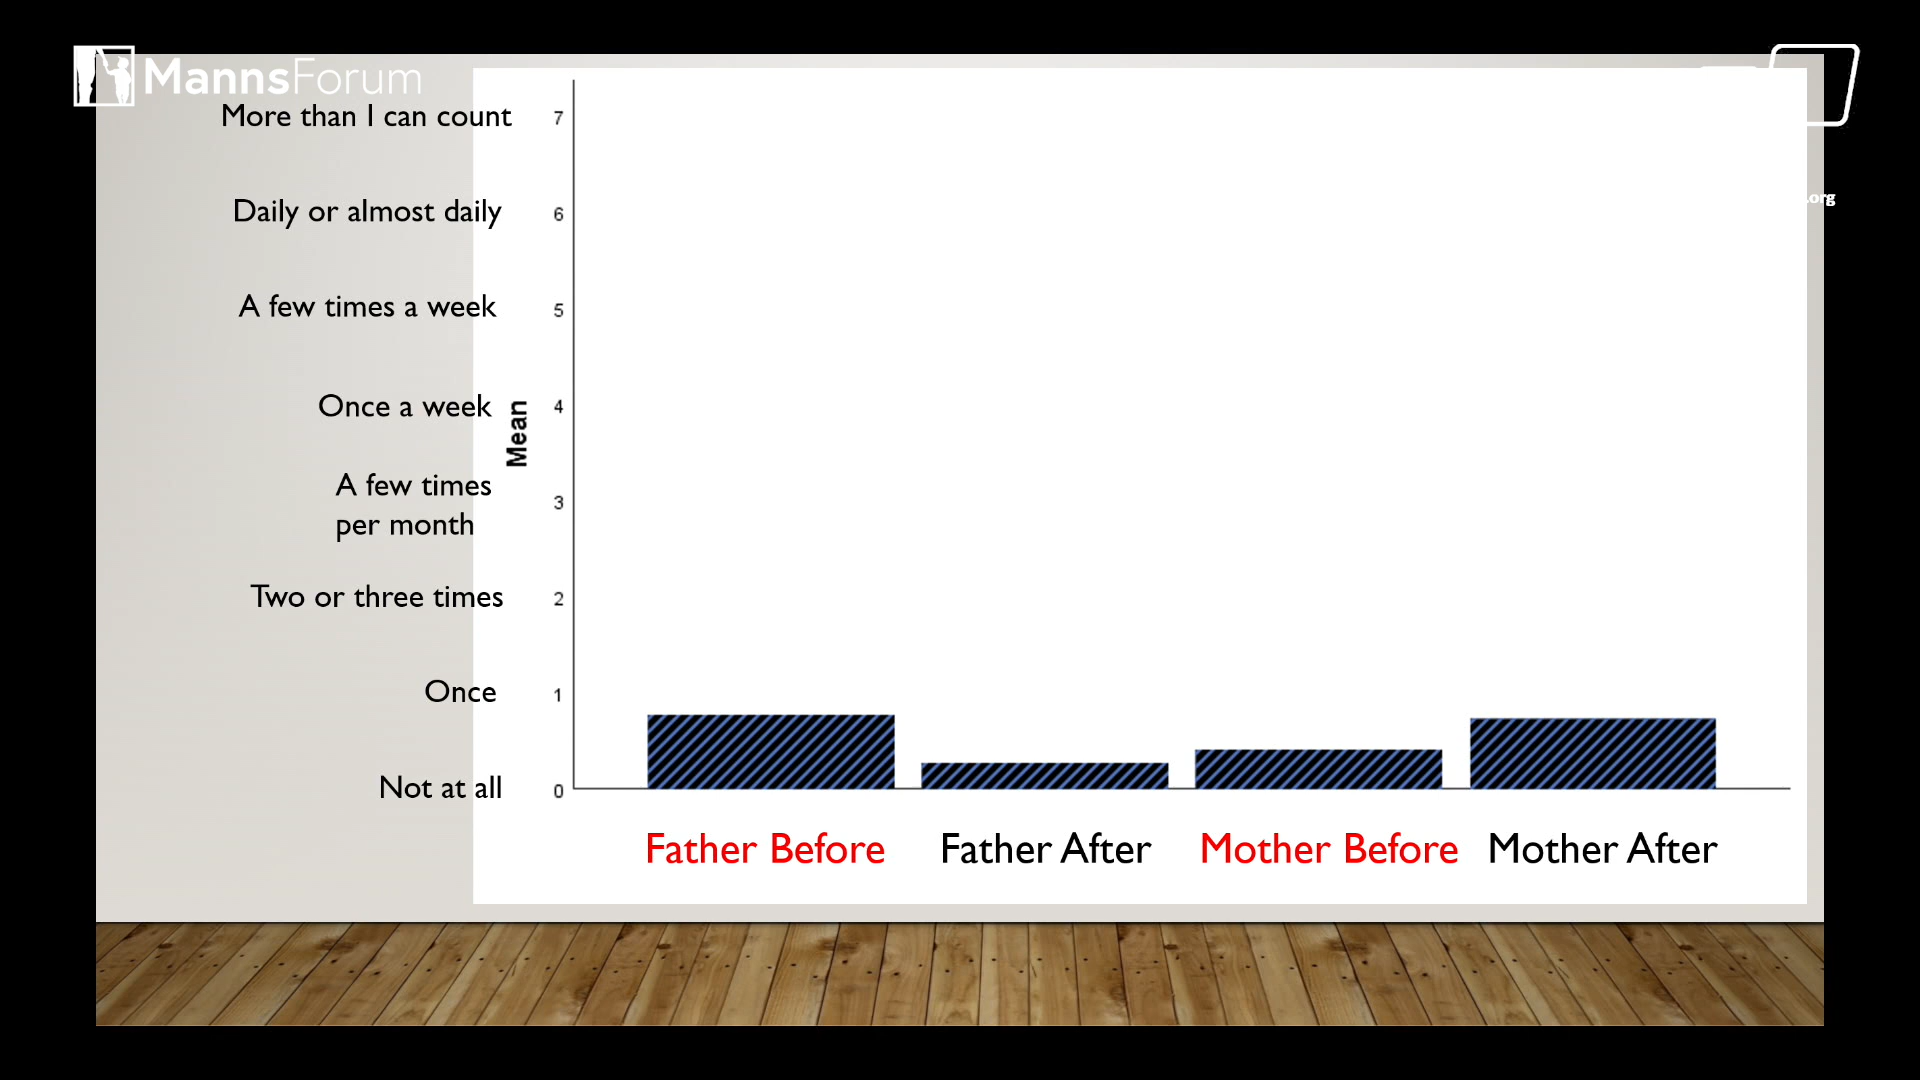 MannsForum
More than I can count
7
Daily or almost daily
6
.org
A few times a week
5
Once a week
4
Mean
A few times
per month
3
Two or three times
2
Once
1
Not at all
0
Father Before
Father After
Mother Before
Mother After